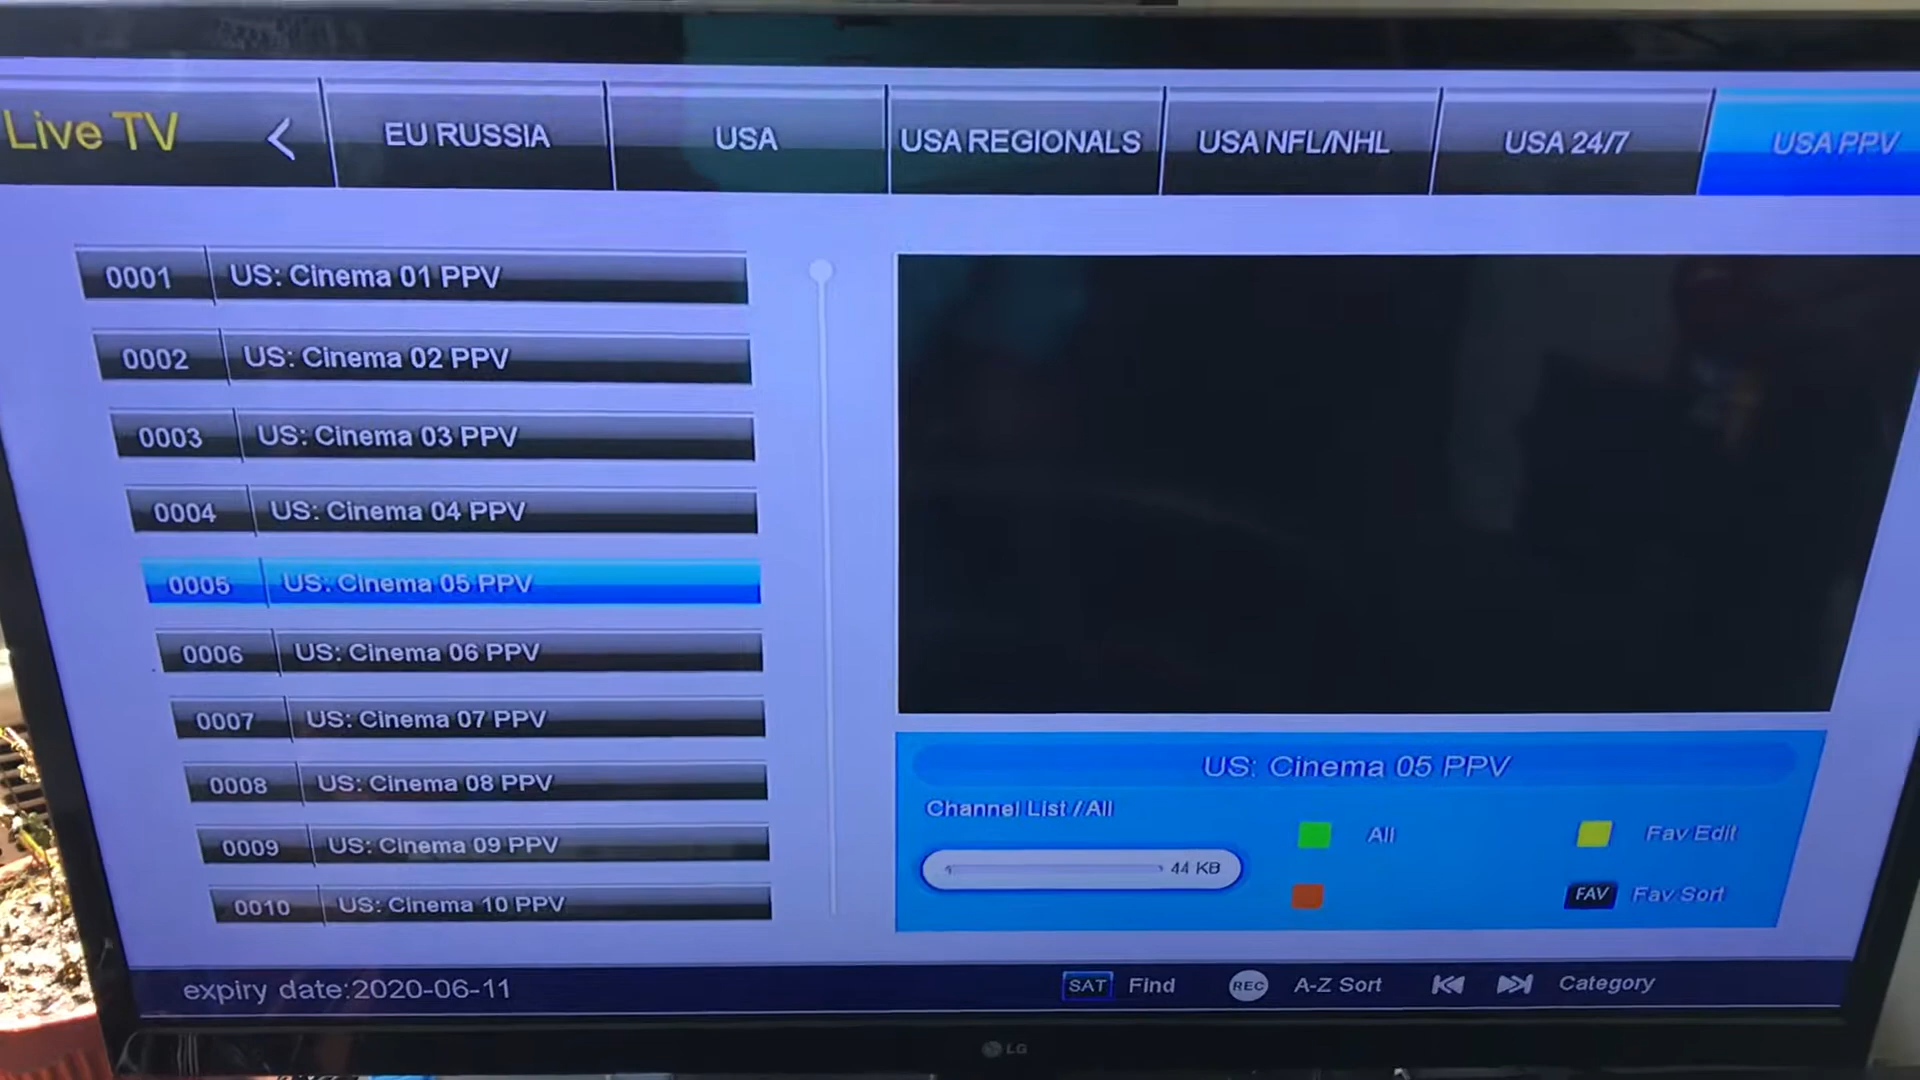 Live TV
EU RUSSIA
USA
USA REGIONALS
USA NFL/NHL
USA 24/7
USA PPV
0001 US: Cinema 01 PPV
0002 US: Cinema 02 PPV
0003 US: Cinema 03 PPV
0004 US: Cinema 04 PPV
0005 US: Cinema 05 PPV
0006 US: Cinema 06 PPV
0007 US: Cinema 07 PPV
0008 US: Cinema 08 PPV
0009 US: Cinema 09 PPV
0010 US: Cinema 10 PPV
US: Cinema 05 PPV
Channel List / All
44 KB
All
Fav Edit
FAV Fav Sort
expiry date:2020-06-11
SAT Find
REC A-Z Sort
Category
LG